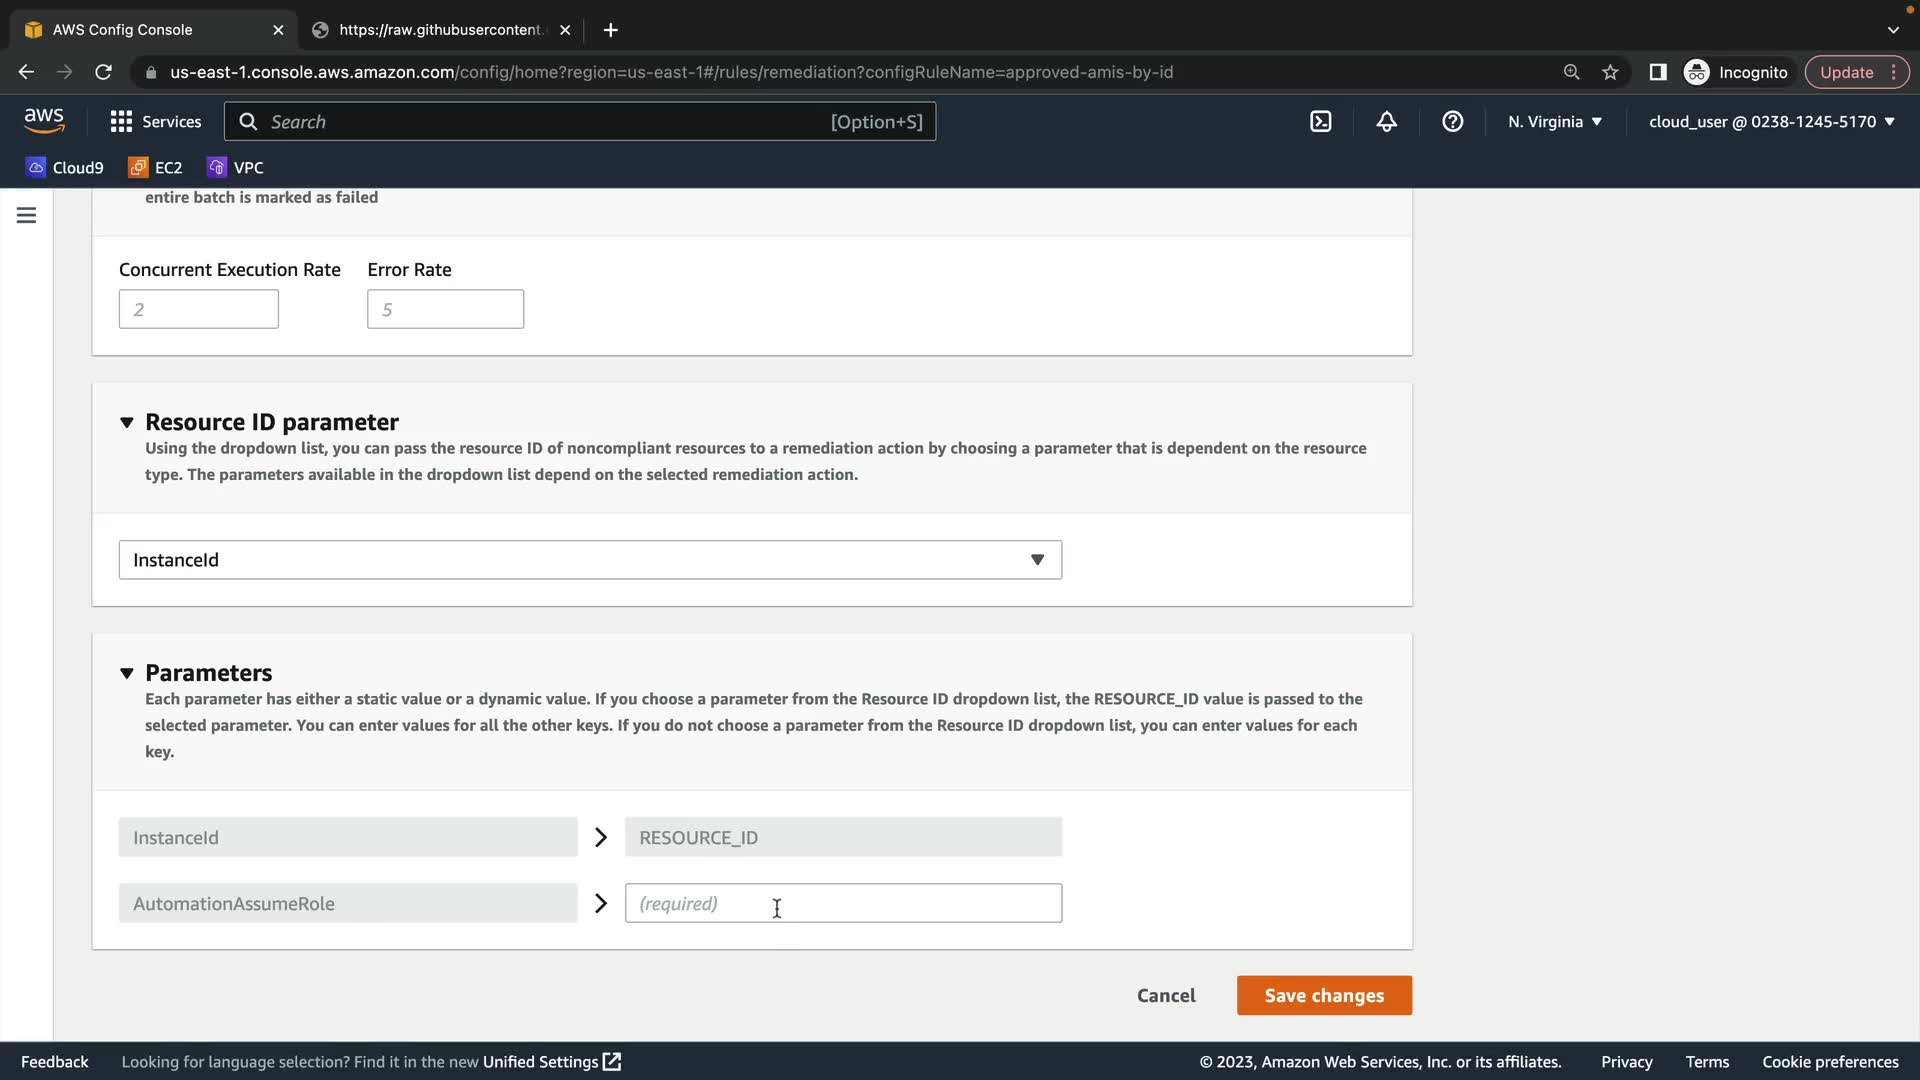 AWS Config Console
https://raw.githubusercontent.
us-east-1.console.aws.amazon.com/config/home?region=us-east-1#/rules/remediation?configRuleName=approved-amis-by-id
Incognito
Update
aws
Services
Search
[Option+S]
N. Virginia
cloud_user @ 0238-1245-5170
Cloud9
EC2
VPC
entire batch is marked as failed
Concurrent Execution Rate
Error Rate
2
5
Resource ID parameter
Using the dropdown list, you can pass the resource ID of noncompliant resources to a remediation action by choosing a parameter that is dependent on the resource
type. The parameters available in the dropdown list depend on the selected remediation action.
InstanceId
Parameters
Each parameter has either a static value or a dynamic value. If you choose a parameter from the Resource ID dropdown list, the RESOURCE_ID value is passed to the
selected parameter. You can enter values for all the other keys. If you do not choose a parameter from the Resource ID dropdown list, you can enter values for each
key.
InstanceId
RESOURCE_ID
AutomationAssumeRole
(required)
Cancel
Save changes
Feedback
Looking for language selection? Find it in the new Unified Settings
© 2023, Amazon Web Services, Inc. or its affiliates.
Privacy
Terms
Cookie preferences